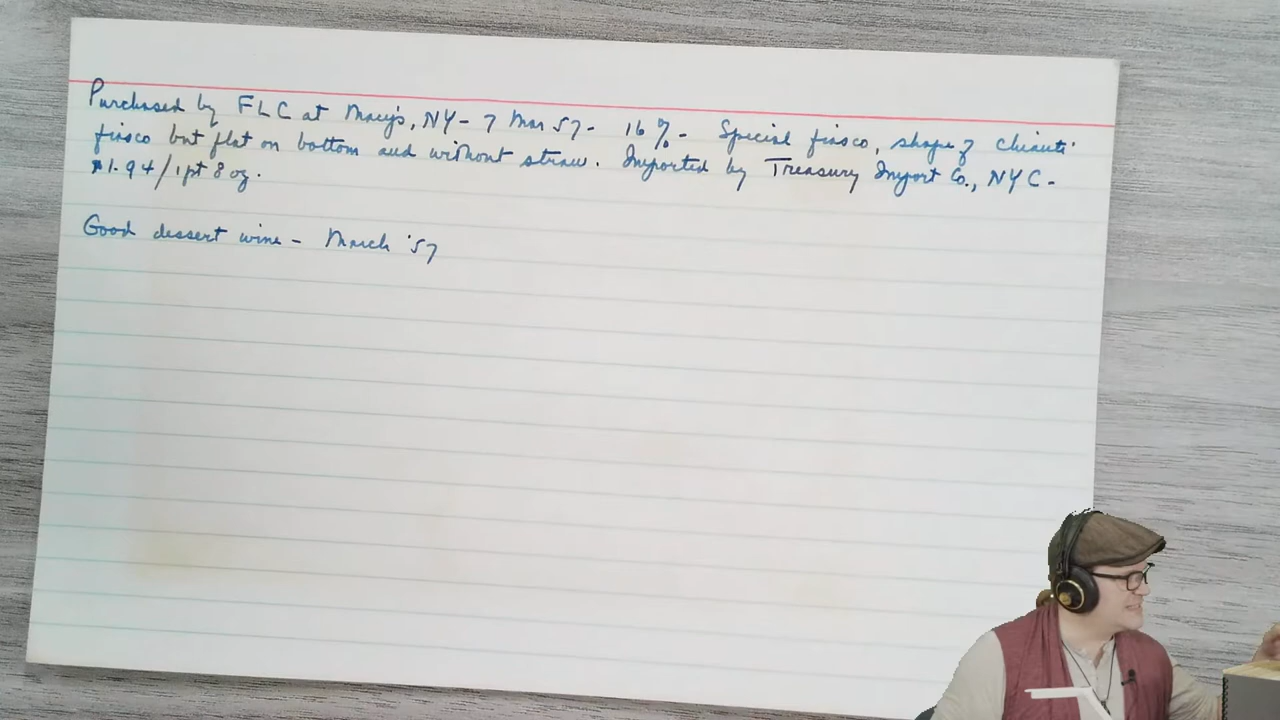 Purchased by FLC at Macy's, NY - 7 Mar 57 - 16% - Special fiasco, shape of chianti
fiasco but flat on bottom and without straw. Imported by Treasury Import Co., NYC -
$1.94/1pt 8 oz.
Good dessert wine - March '57